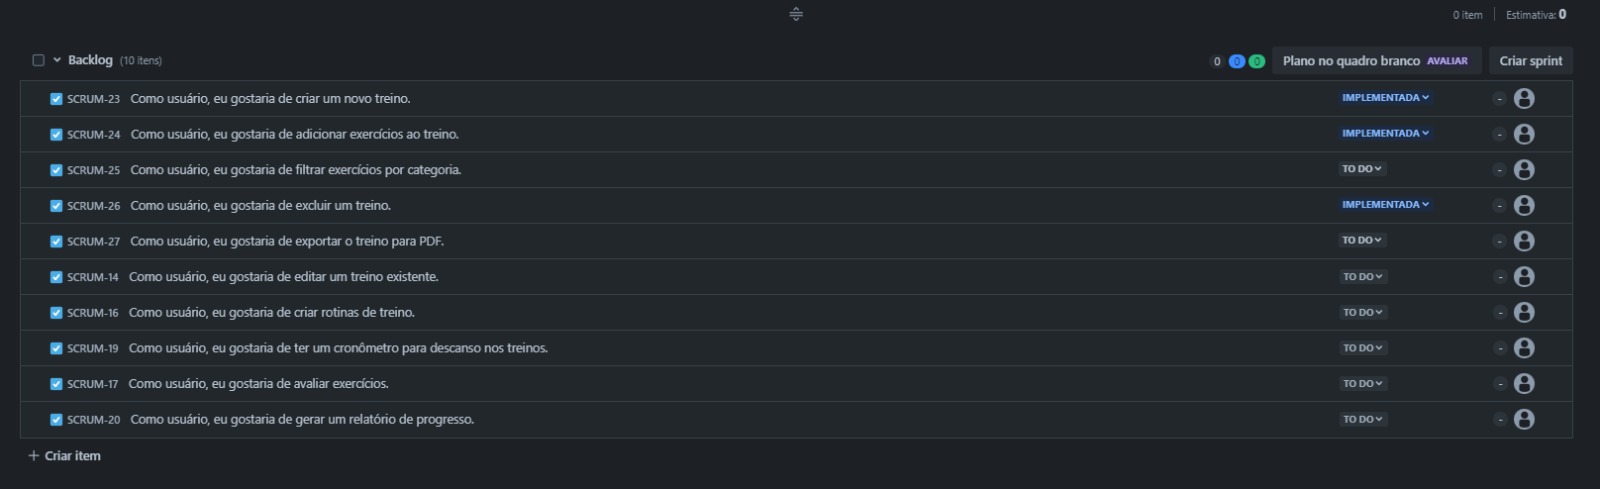 0 item Estimativa: 0
Backlog (10 itens) 0 0 0 Plano no quadro branco AVALIAR Criar sprint
SCRUM-23 Como usuário, eu gostaria de criar um novo treino. IMPLEMENTADA -
SCRUM-24 Como usuário, eu gostaria de adicionar exercícios ao treino. IMPLEMENTADA -
SCRUM-25 Como usuário, eu gostaria de filtrar exercícios por categoria. TO DO -
SCRUM-26 Como usuário, eu gostaria de excluir um treino. IMPLEMENTADA -
SCRUM-27 Como usuário, eu gostaria de exportar o treino para PDF. TO DO -
SCRUM-14 Como usuário, eu gostaria de editar um treino existente. TO DO -
SCRUM-16 Como usuário, eu gostaria de criar rotinas de treino. TO DO -
SCRUM-19 Como usuário, eu gostaria de ter um cronômetro para descanso nos treinos. TO DO -
SCRUM-17 Como usuário, eu gostaria de avaliar exercícios. TO DO -
SCRUM-20 Como usuário, eu gostaria de gerar um relatório de progresso. TO DO -
+ Criar item